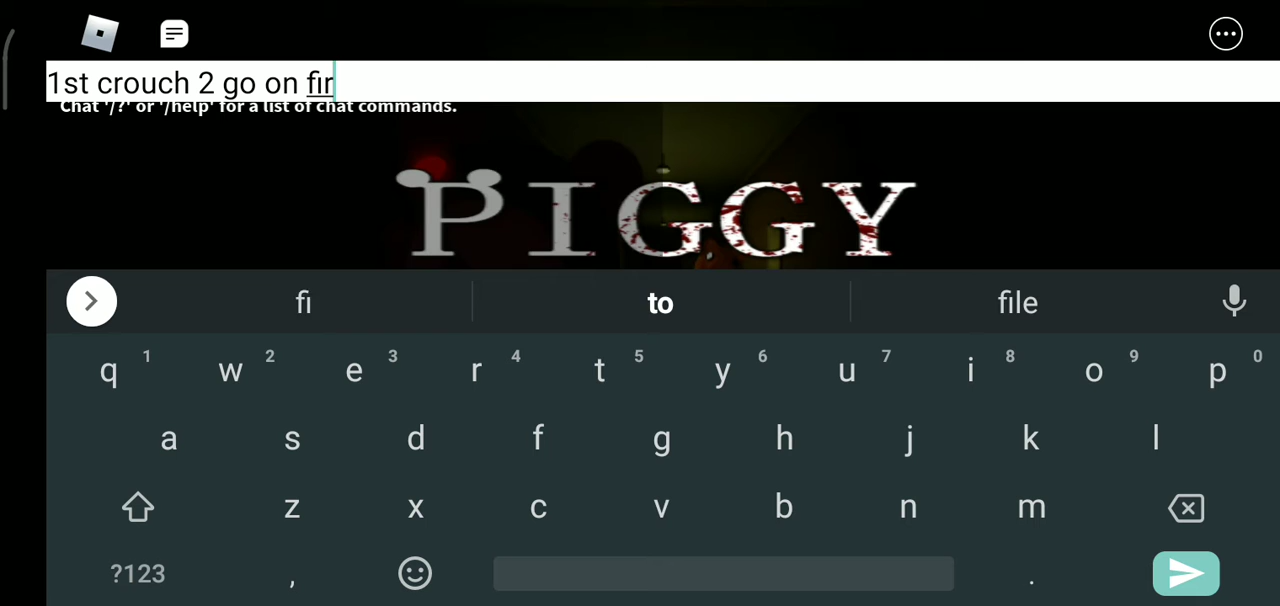 1st crouch 2 go on fir
Chat '/?' or '/help' for a list of chat commands.
PIGGY
fi to file
q 1 w 2 e 3 r 4 t 5 y 6 u 7 i 8 o 9 p 0
a s d f g h j k l
z x c v b n m
?123 , .